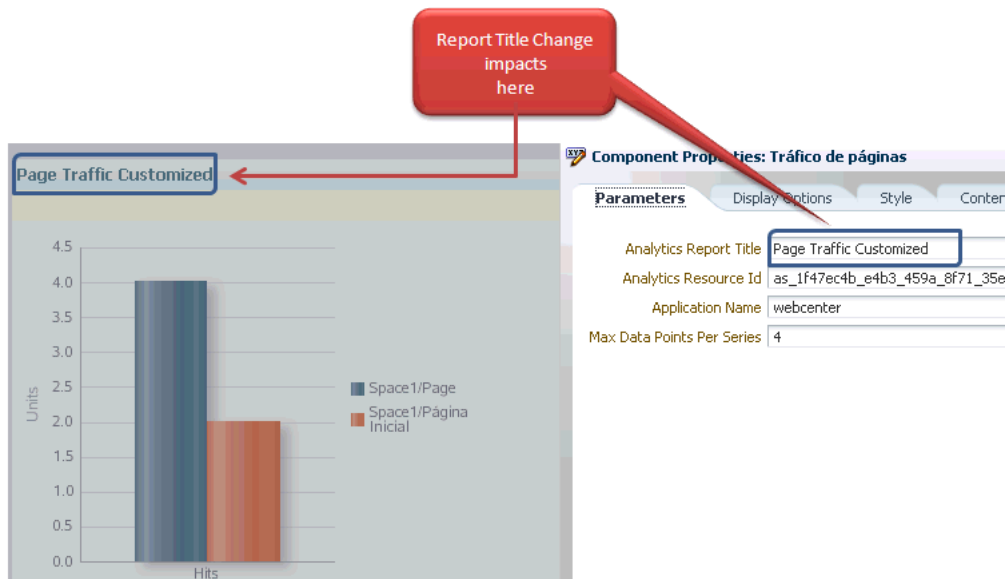 Report Title Change
impacts
here
Page Traffic Customized
4.5
4.0
3.5
3.0
2.5
2.0
1.5
1.0
0.5
0.0
Units
Hits
Space1/Page
Space1/Página
Inicial
Component Properties: Tráfico de páginas
Parameters Display Options Style Conten
Analytics Report Title Page Traffic Customized
Analytics Resource Id as_1f47ec4b_e4b3_459a_8f71_35e
Application Name webcenter
Max Data Points Per Series 4